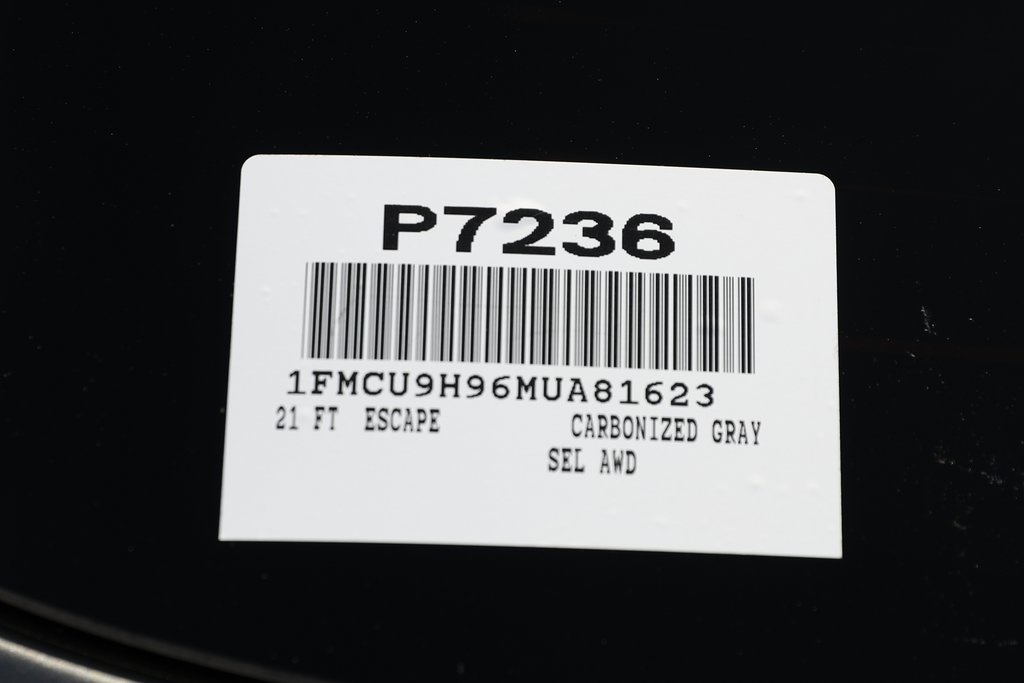 P7236
1FMCU9H96MUA81623
21 FT ESCAPE CARBONIZED GRAY
SEL AWD